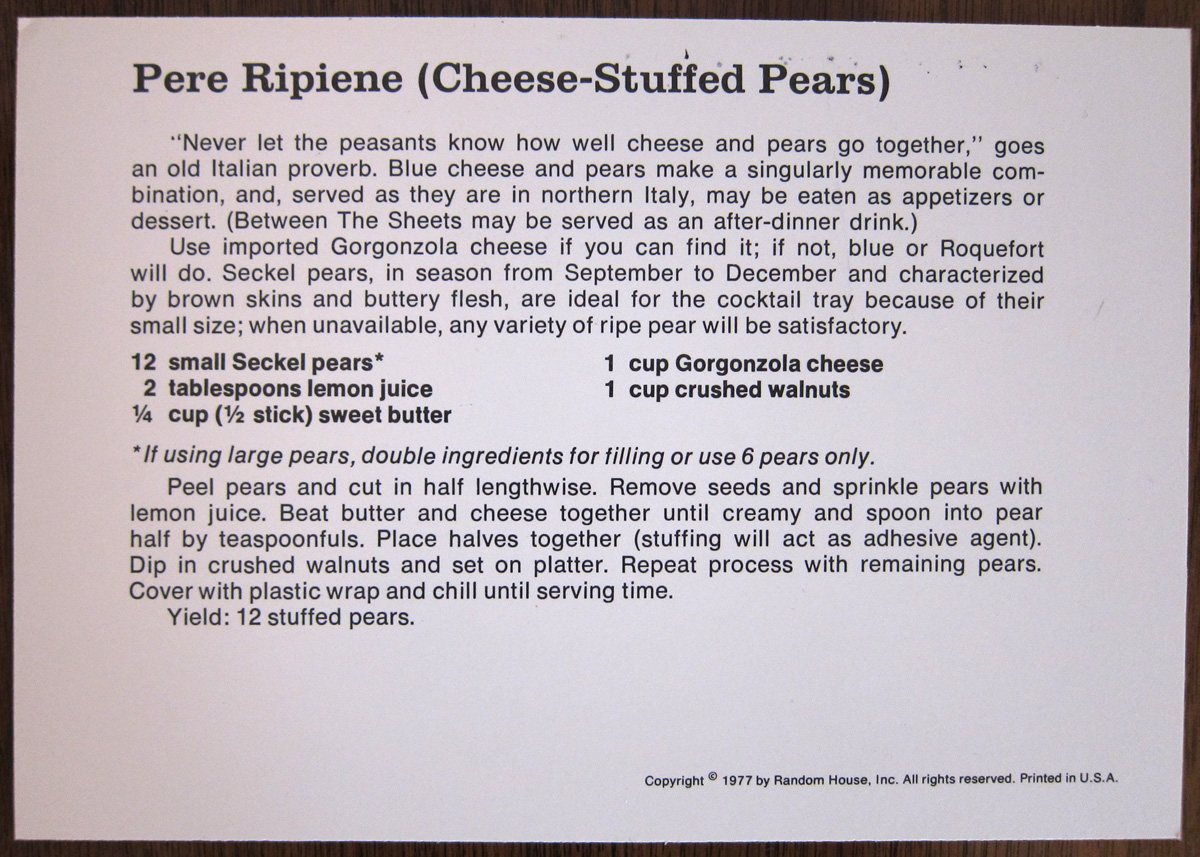 Pere Ripiene (Cheese-Stuffed Pears)
"Never let the peasants know how well cheese and pears go together," goes
an old Italian proverb. Blue cheese and pears make a singularly memorable com-
bination, and, served as they are in northern Italy, may be eaten as appetizers or
dessert. (Between The Sheets may be served as an after-dinner drink.)
Use imported Gorgonzola cheese if you can find it; if not, blue or Roquefort
will do. Seckel pears, in season from September to December and characterized
by brown skins and buttery flesh, are ideal for the cocktail tray because of their
small size; when unavailable, any variety of ripe pear will be satisfactory.
12 small Seckel pears*
2 tablespoons lemon juice
¼ cup (½ stick) sweet butter
1 cup Gorgonzola cheese
1 cup crushed walnuts
*If using large pears, double ingredients for filling or use 6 pears only.
Peel pears and cut in half lengthwise. Remove seeds and sprinkle pears with
lemon juice. Beat butter and cheese together until creamy and spoon into pear
half by teaspoonfuls. Place halves together (stuffing will act as adhesive agent).
Dip in crushed walnuts and set on platter. Repeat process with remaining pears.
Cover with plastic wrap and chill until serving time.
Yield: 12 stuffed pears.
Copyright © 1977 by Random House, Inc. All rights reserved. Printed in U.S.A.